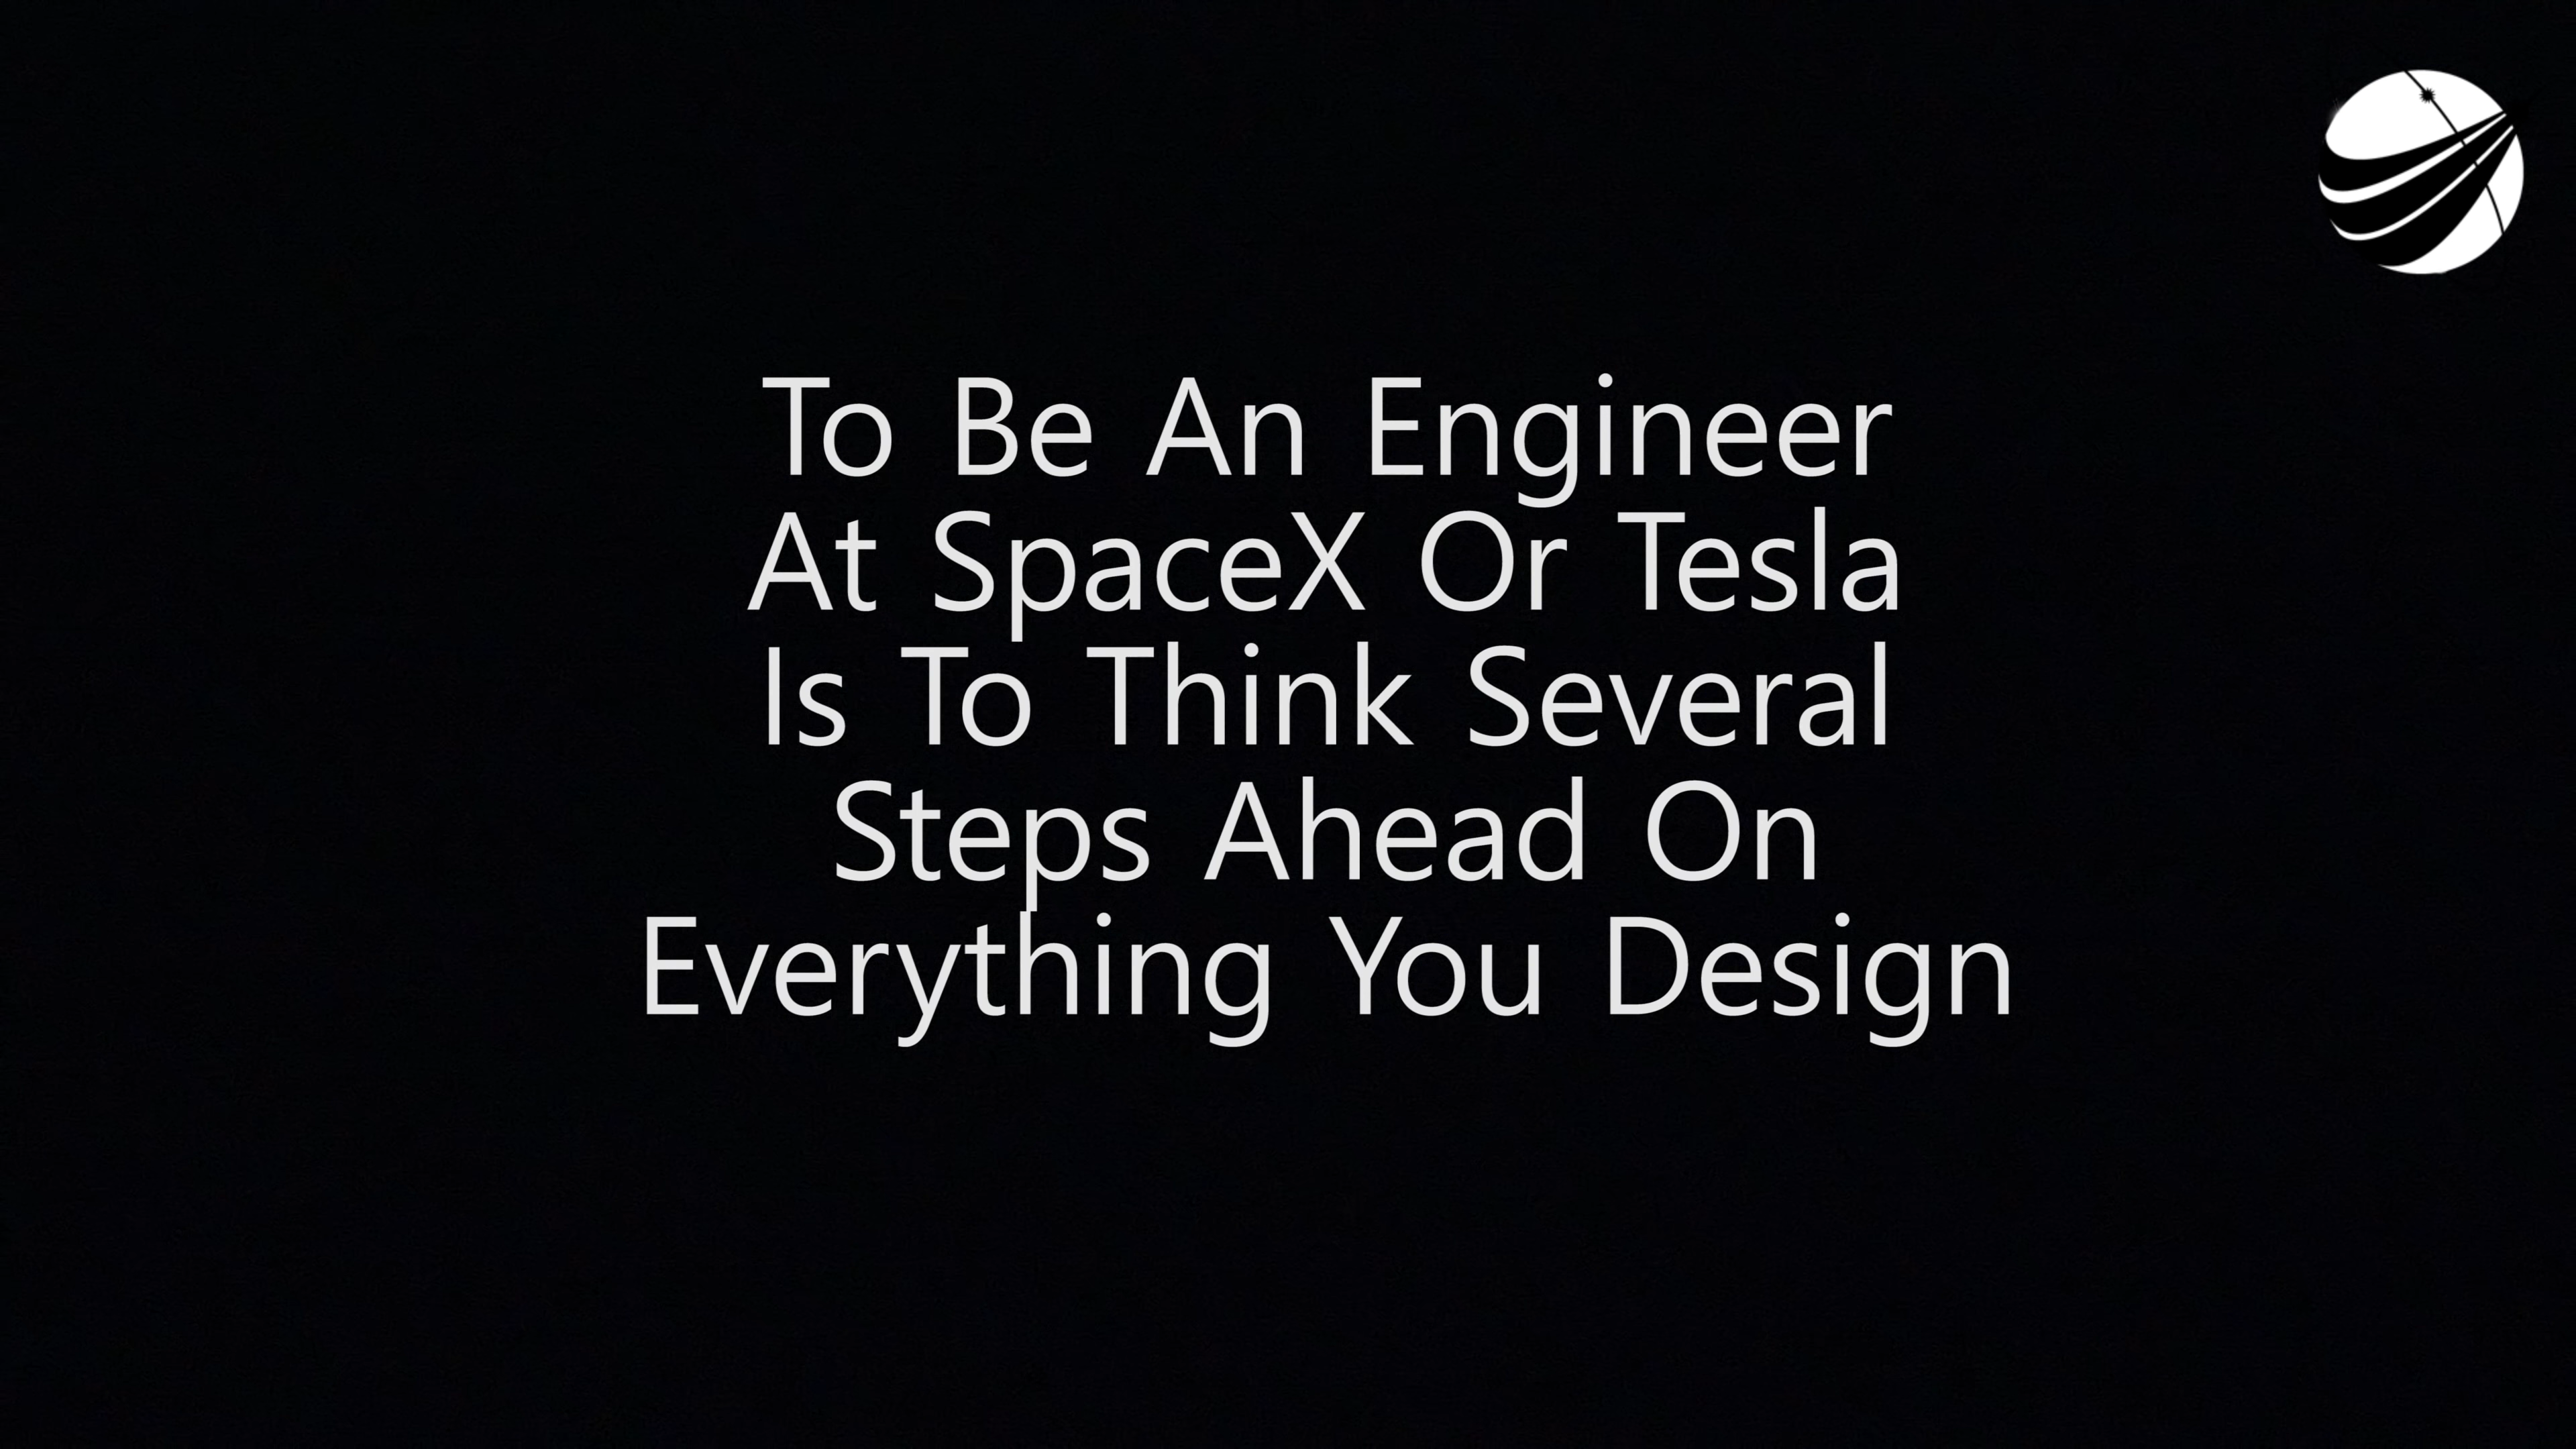 To Be An Engineer
At SpaceX Or Tesla
Is To Think Several
Steps Ahead On
Everything You Design